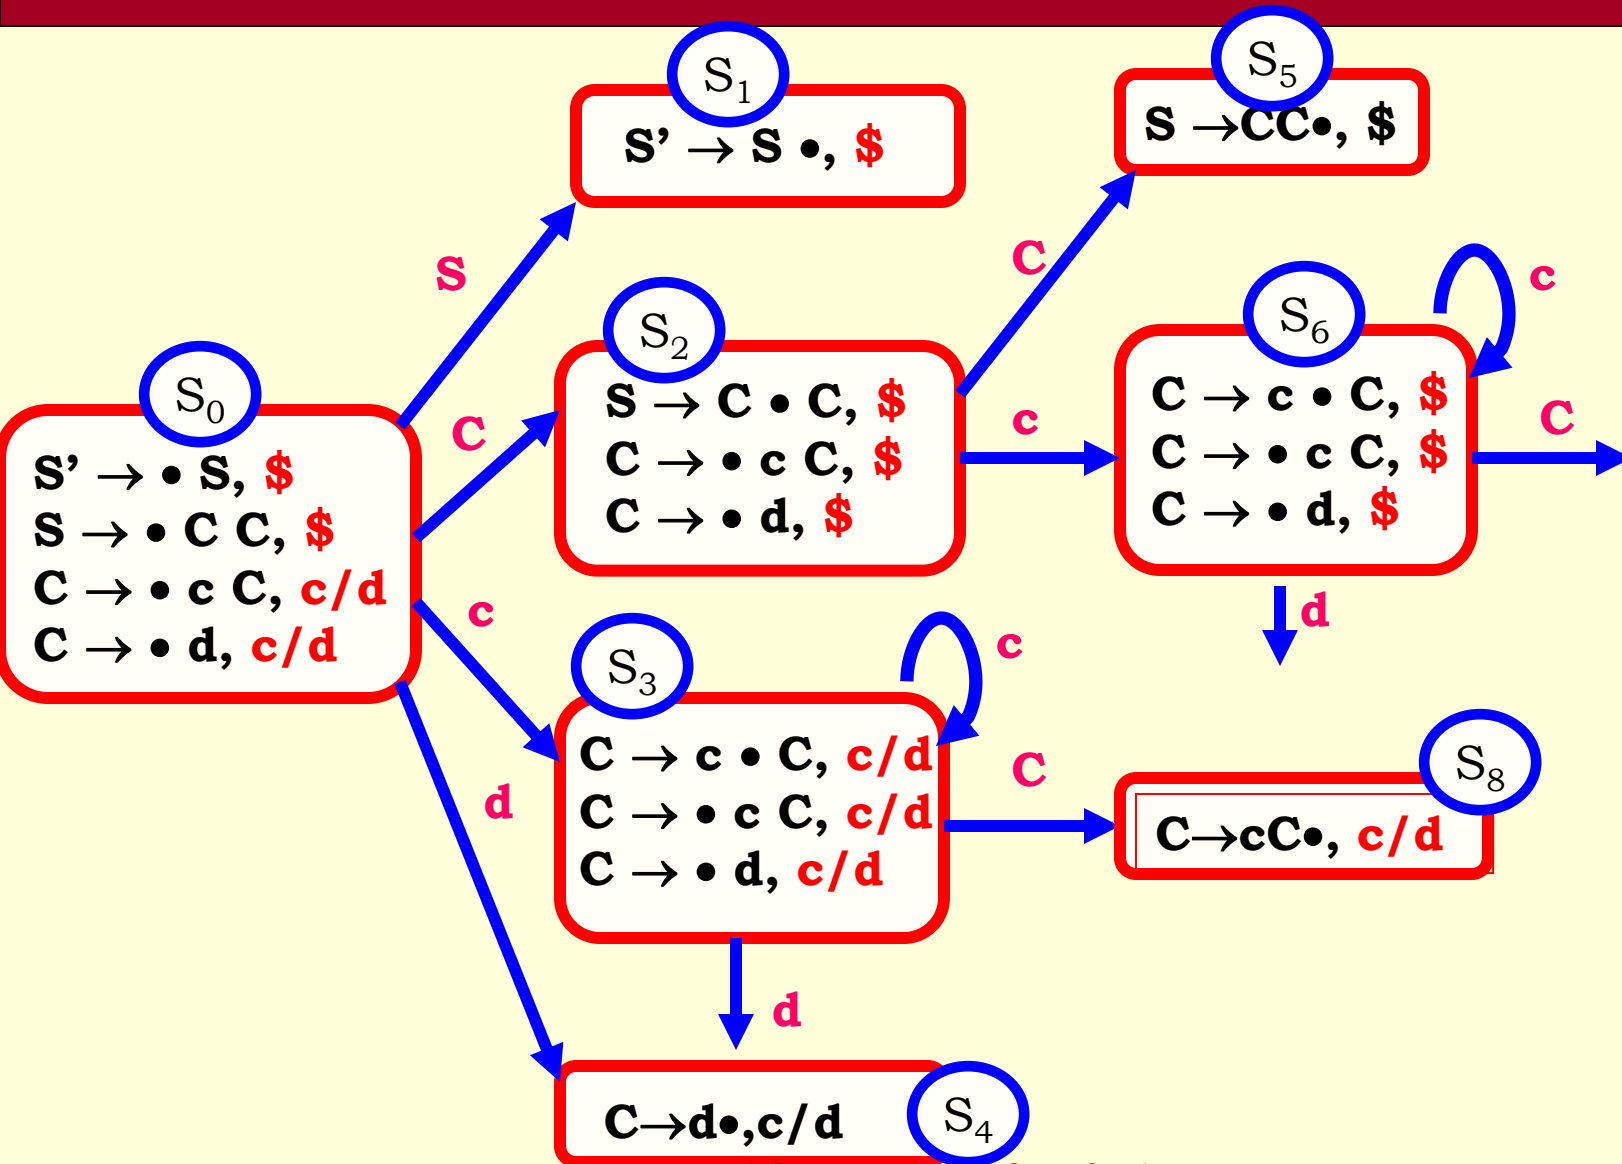 S₁
S' → S •, $
S₅
S →CC•, $
S
C
S₂
S → C • C, $
C → • c C, $
C → • d, $
c
S₆
C → c • C, $
C → • c C, $
C → • d, $
c
C
d
S₀
S' → • S, $
S → • C C, $
C → • c C, c/d
C → • d, c/d
C
c
d
S₃
C → c • C, c/d
C → • c C, c/d
C → • d, c/d
c
C
S₈
C→cC•, c/d
d
C→d•,c/d
S₄